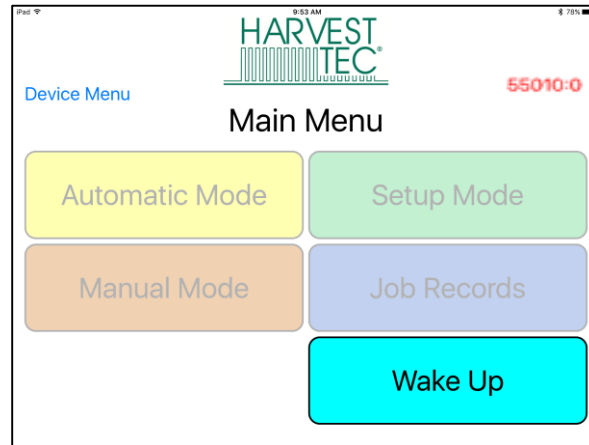 iPad 9:53 AM 78%
HARVEST
TEC®
Device Menu
55010:0
Main Menu
Automatic Mode Setup Mode
Manual Mode Job Records
Wake Up